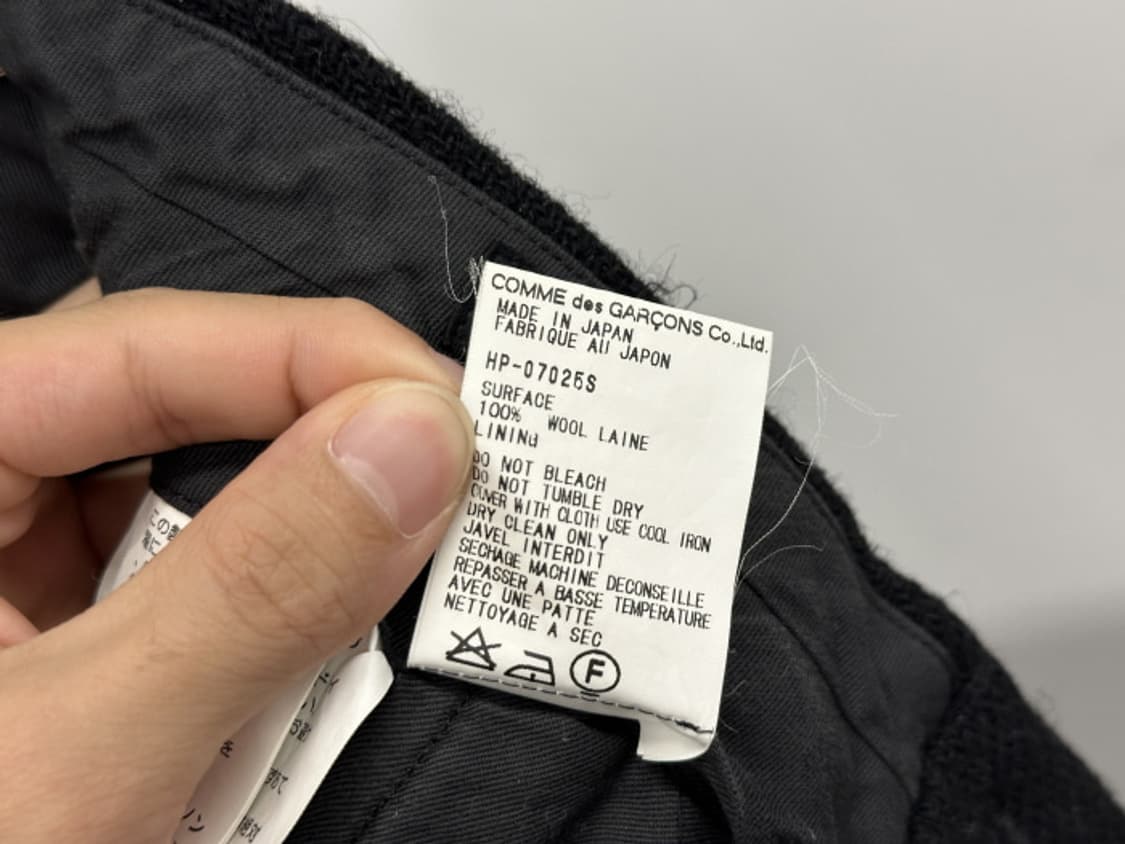 COMME des GARÇONS Co.,Ltd.
MADE IN JAPAN
FABRIQUE AU JAPON
HP-07025S
SURFACE
100% WOOL LAINE
LINING
DO NOT BLEACH
DO NOT TUMBLE DRY
COVER WITH CLOTH USE COOL IRON
DRY CLEAN ONLY
JAVEL INTERDIT
SECHAGE MACHINE DECONSEILLE
REPASSER A BASSE TEMPERATURE
AVEC UNE PATTE
NETTOYAGE A SEC
F
この